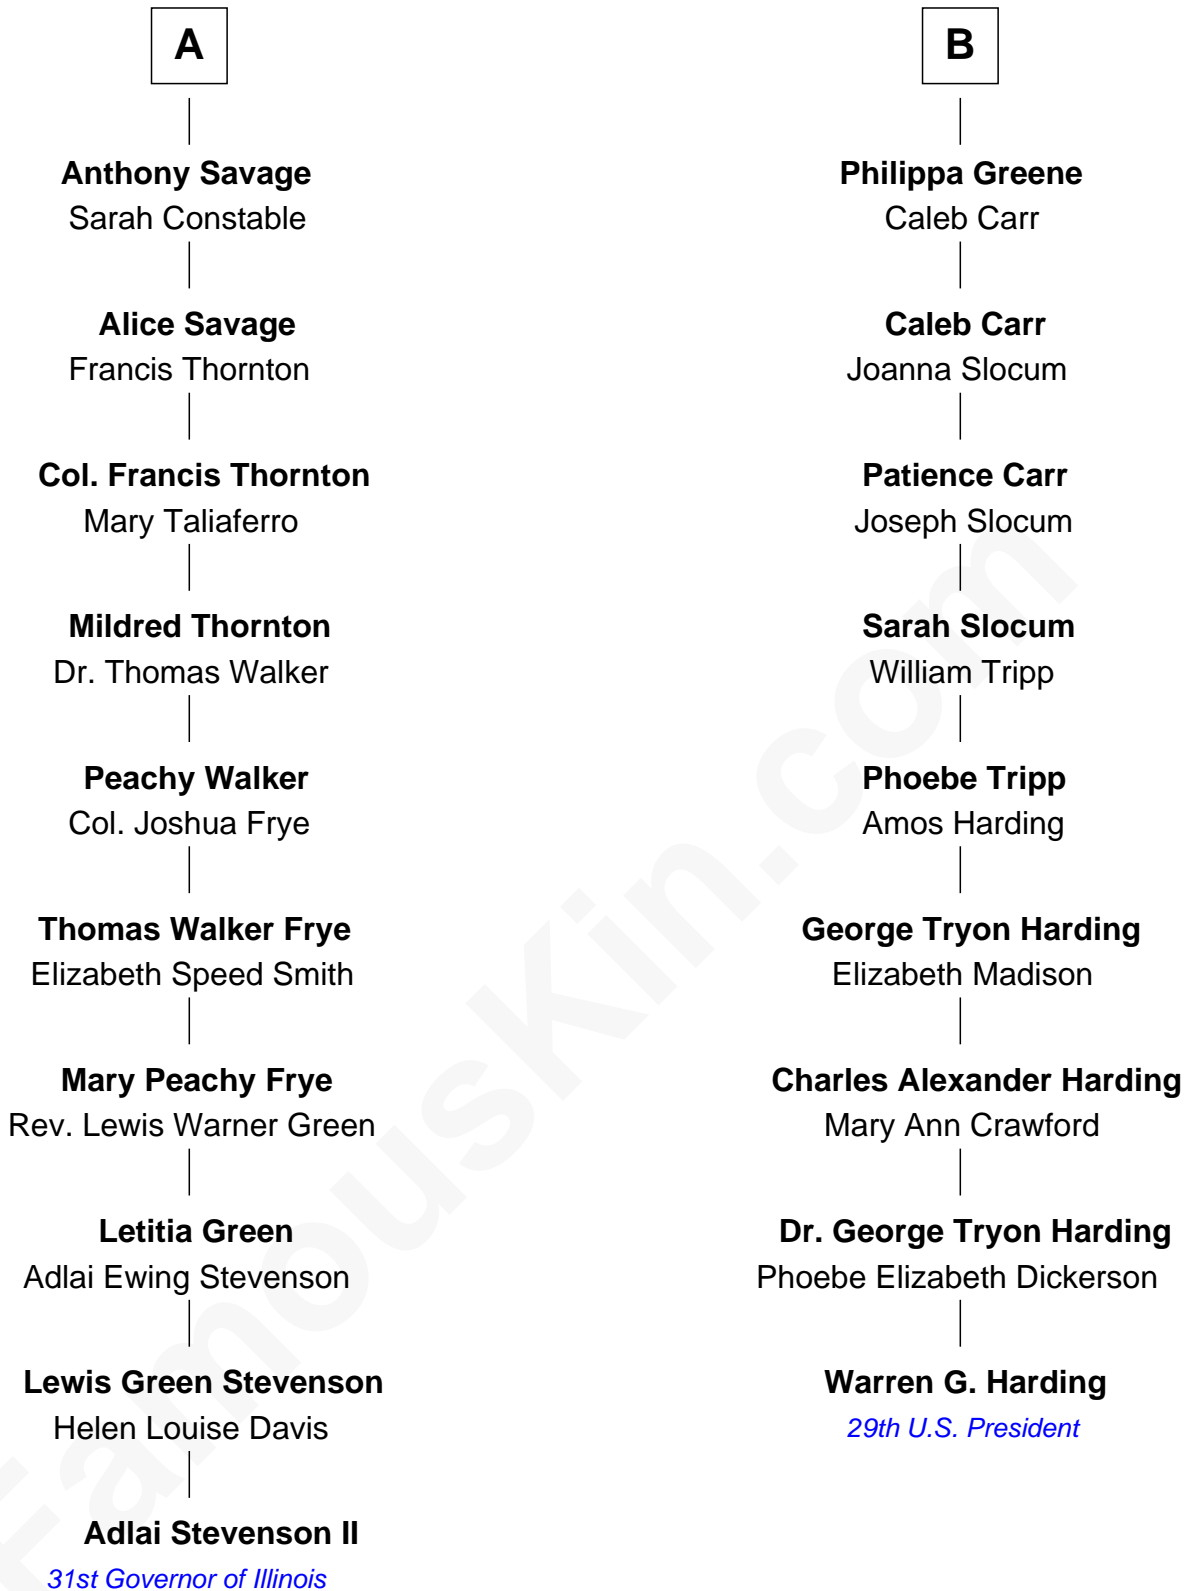 A
Anthony Savage
Sarah Constable
Alice Savage
Francis Thornton
Col. Francis Thornton
Mary Taliaferro
Mildred Thornton
Dr. Thomas Walker
Peachy Walker
Col. Joshua Frye
Thomas Walker Frye
Elizabeth Speed Smith
Mary Peachy Frye
Rev. Lewis Warner Green
Letitia Green
Adlai Ewing Stevenson
Lewis Green Stevenson
Helen Louise Davis
Adlai Stevenson II
31st Governor of Illinois
B
Philippa Greene
Caleb Carr
Caleb Carr
Joanna Slocum
Patience Carr
Joseph Slocum
Sarah Slocum
William Tripp
Phoebe Tripp
Amos Harding
George Tryon Harding
Elizabeth Madison
Charles Alexander Harding
Mary Ann Crawford
Dr. George Tryon Harding
Phoebe Elizabeth Dickerson
Warren G. Harding
29th U.S. President
FamousKin.com